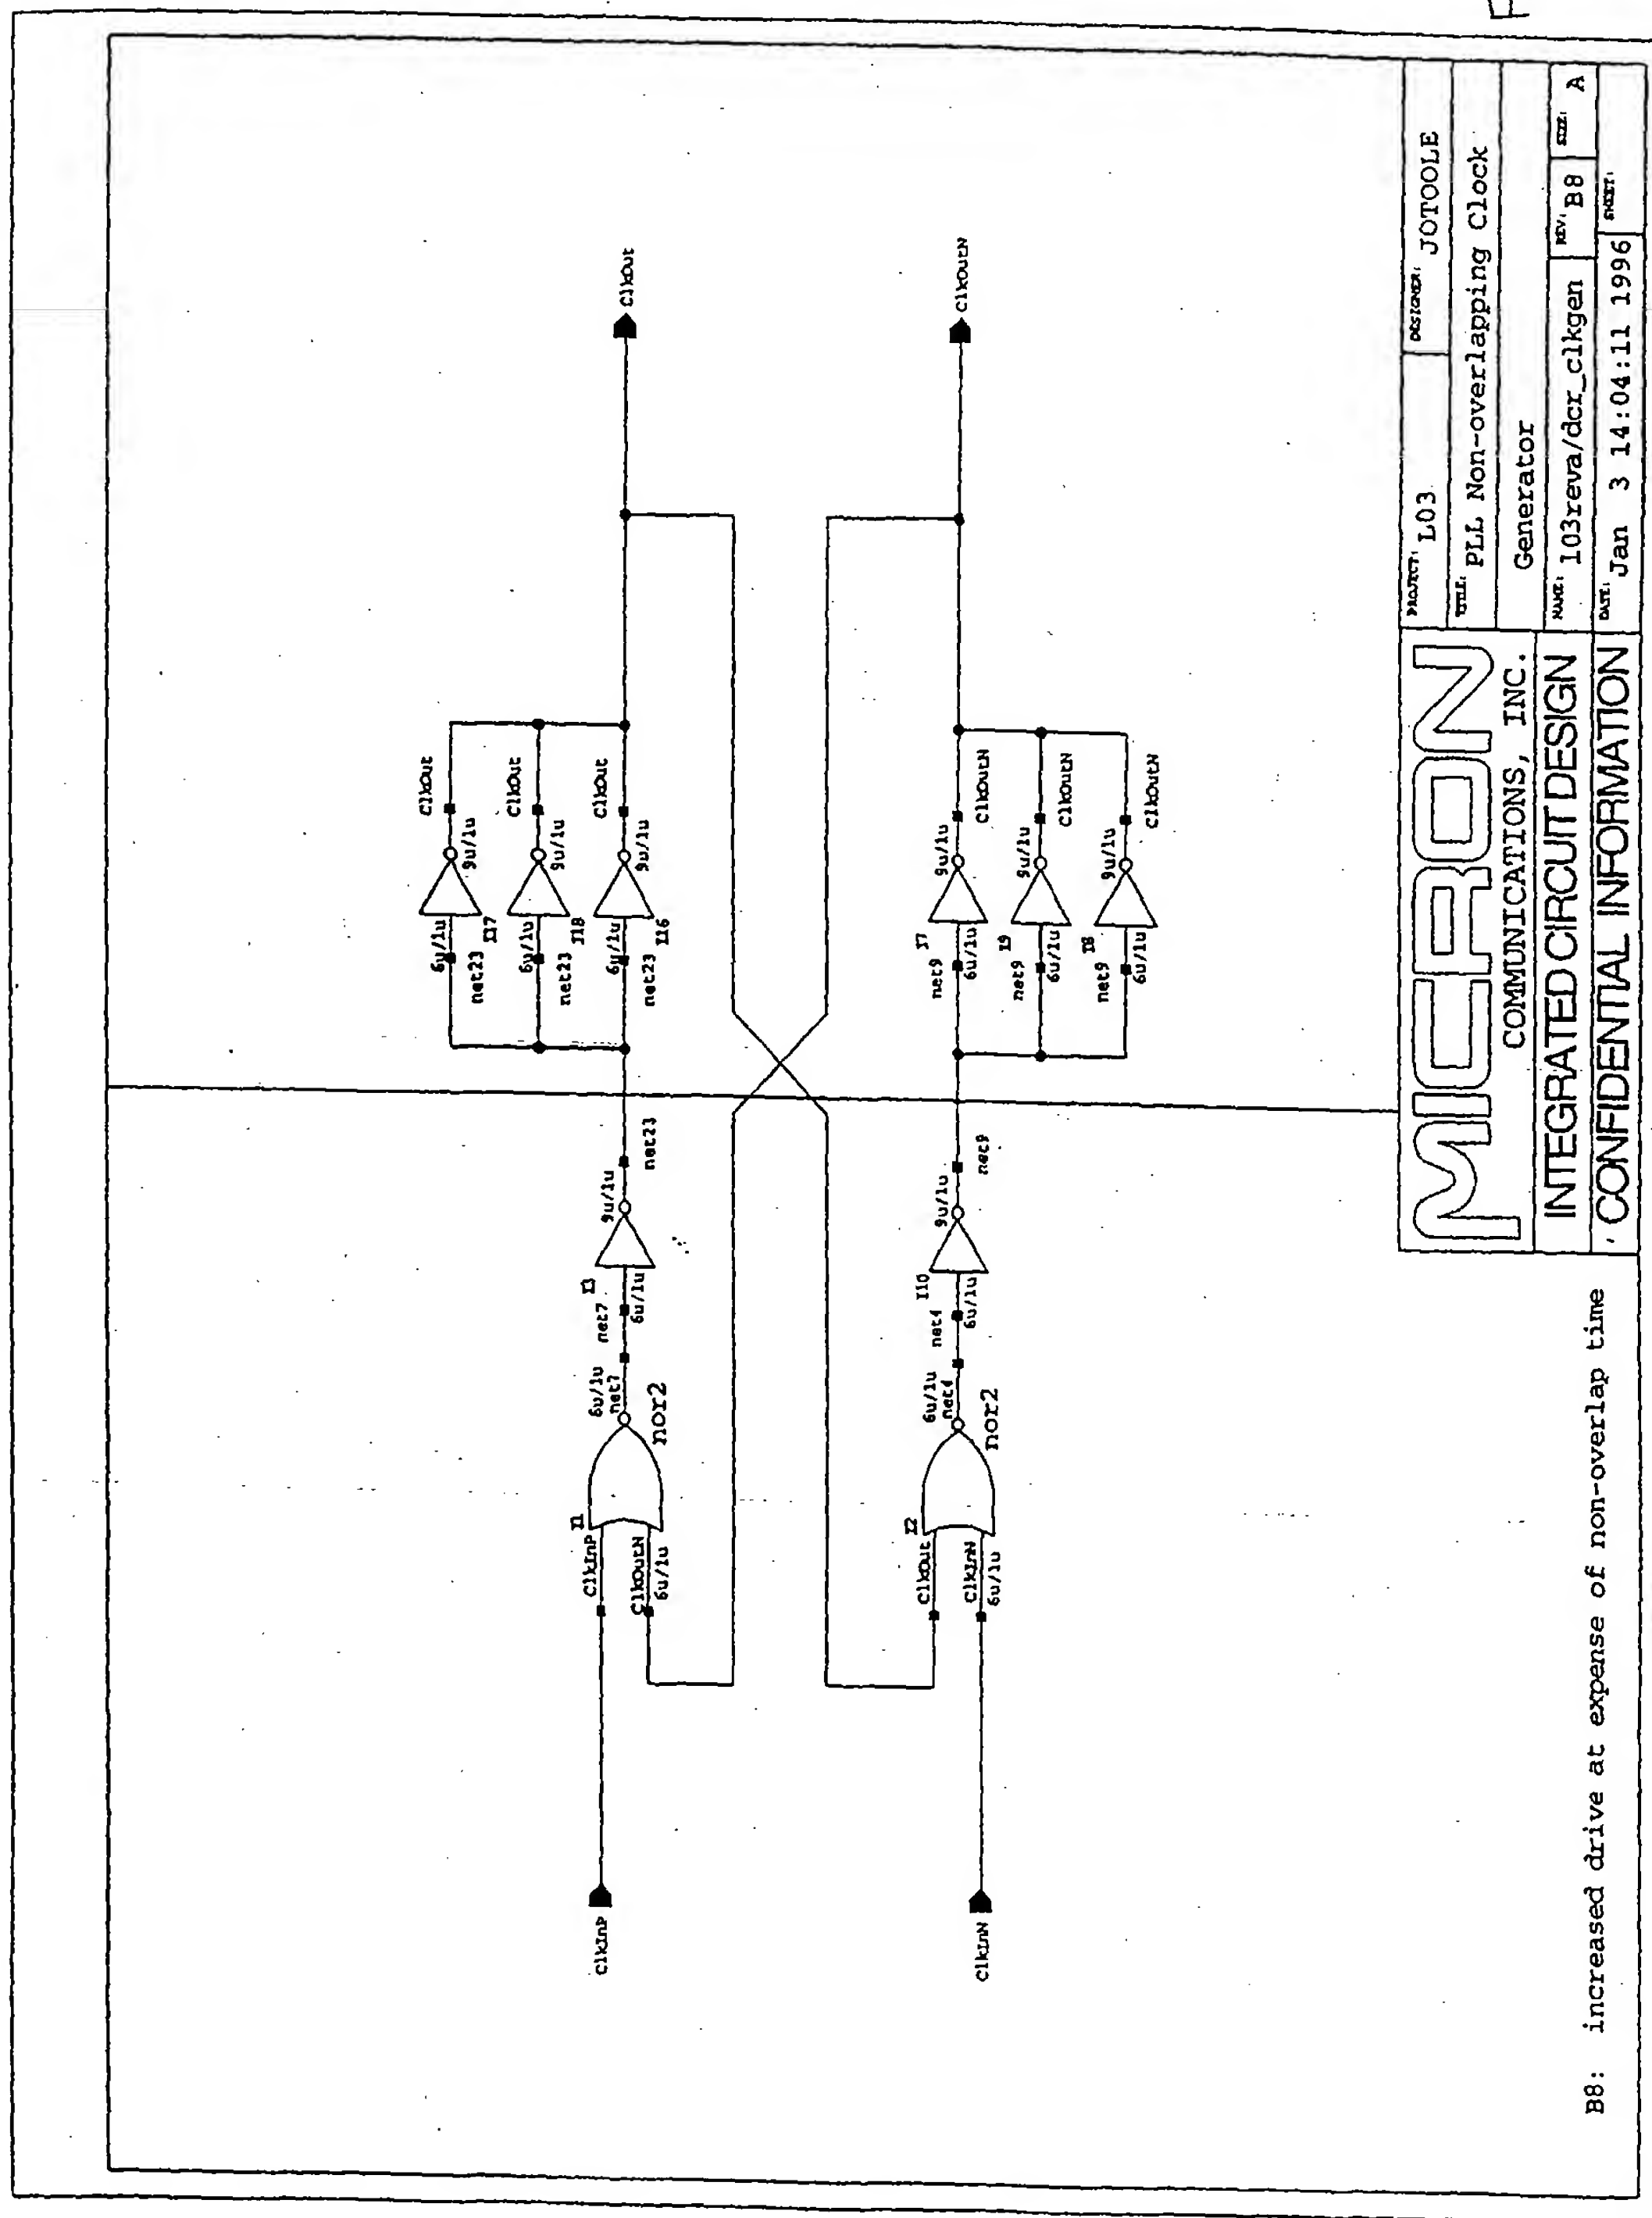 ClkInP
ClkInP
I1
ClkOutN
6u/1u
nor2
6u/1u
net7
net7
I3
6u/1u
9u/1u
net23
6u/1u
net23
I17
9u/1u
ClkOut
6u/1u
net23
I18
9u/1u
ClkOut
6u/1u
net23
I16
9u/1u
ClkOut
ClkOut
ClkInN
ClkOut
I2
ClkInN
6u/1u
nor2
6u/1u
net4
net4
I10
6u/1u
9u/1u
net9
net9
I7
6u/1u
9u/1u
ClkOutN
net9
I9
6u/1u
9u/1u
ClkOutN
net9
I8
6u/1u
9u/1u
ClkOutN
ClkOutN
B8: increased drive at expense of non-overlap time
MICRON
COMMUNICATIONS, INC.
INTEGRATED CIRCUIT DESIGN
CONFIDENTIAL INFORMATION
PROJECT: L03
DESIGNER: JOTOOLE
TITLE: PLL Non-overlapping Clock
Generator
NAME: l03reva/dcr_clkgen
REV: B8
SIZE: A
DATE: Jan 3 14:04:11 1996
SHEET: